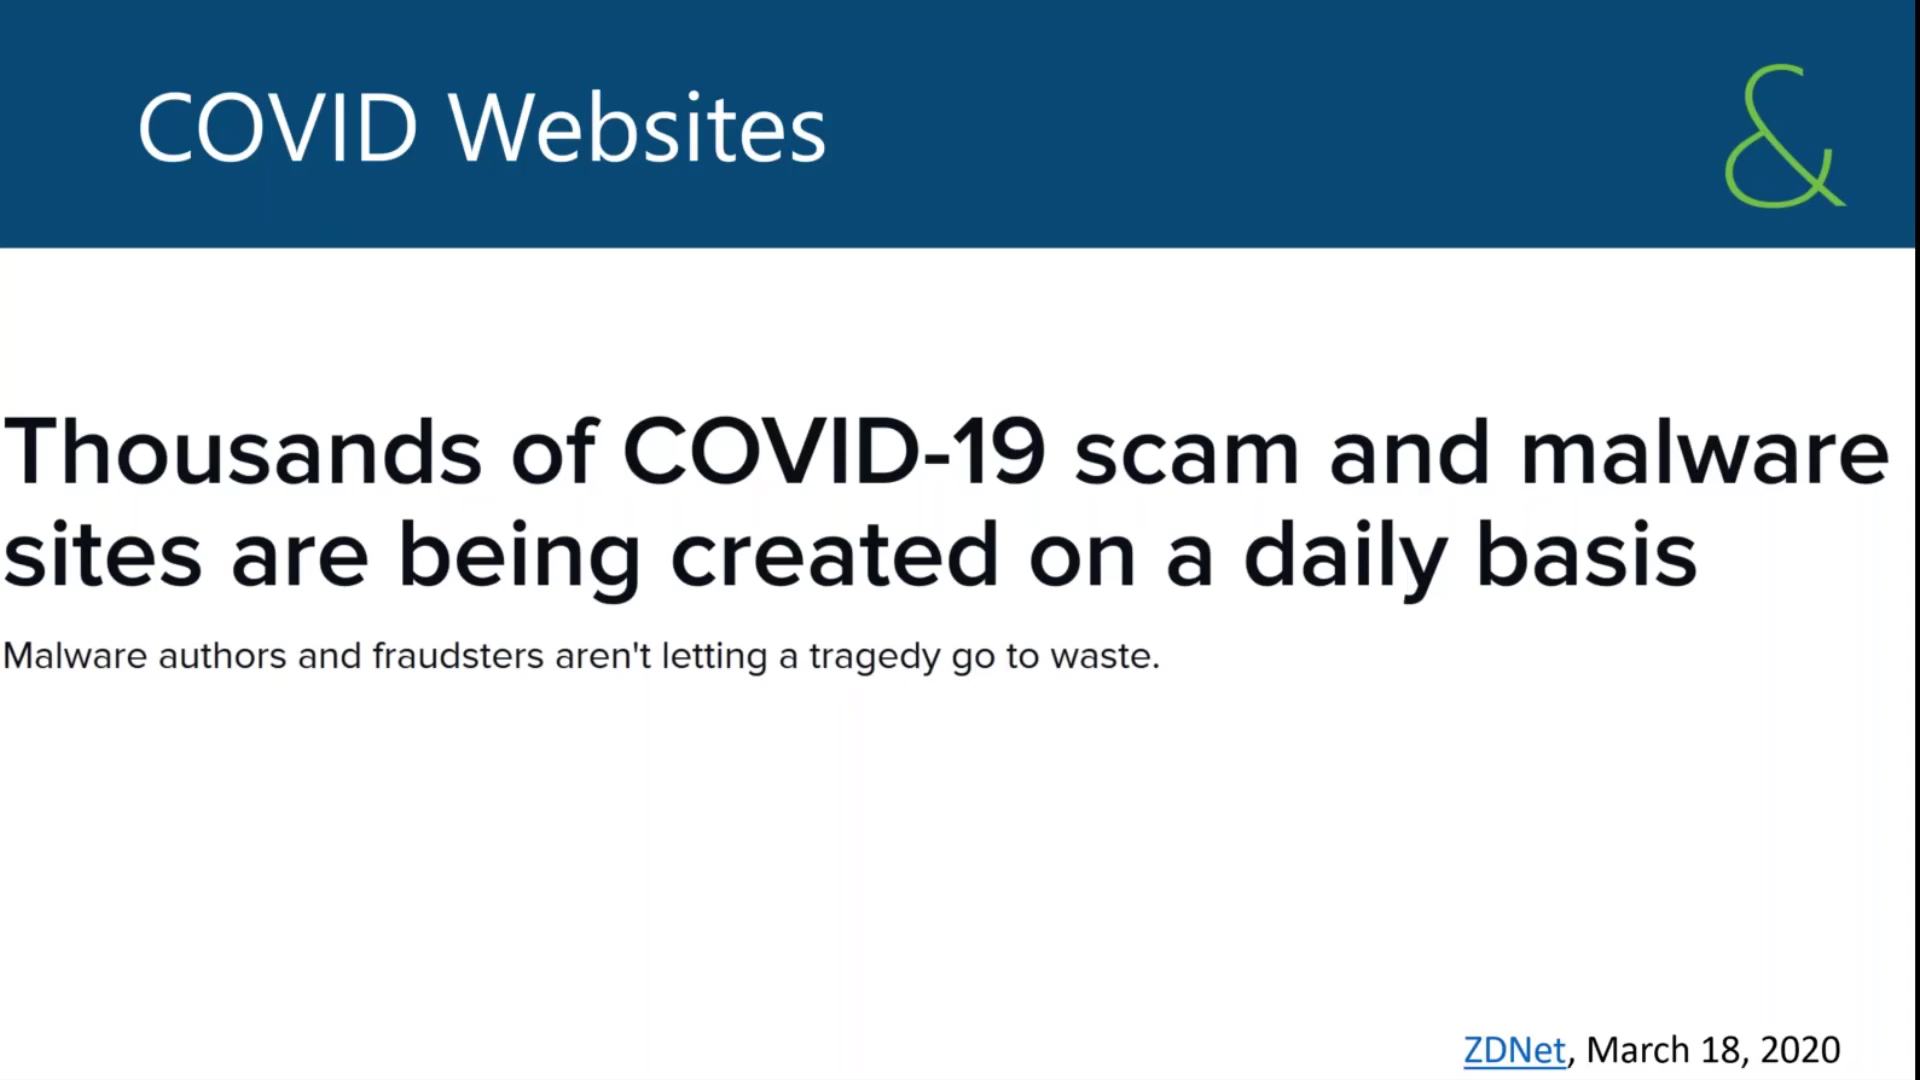 COVID Websites
&
Thousands of COVID-19 scam and malware
sites are being created on a daily basis
Malware authors and fraudsters aren't letting a tragedy go to waste.
ZDNet, March 18, 2020